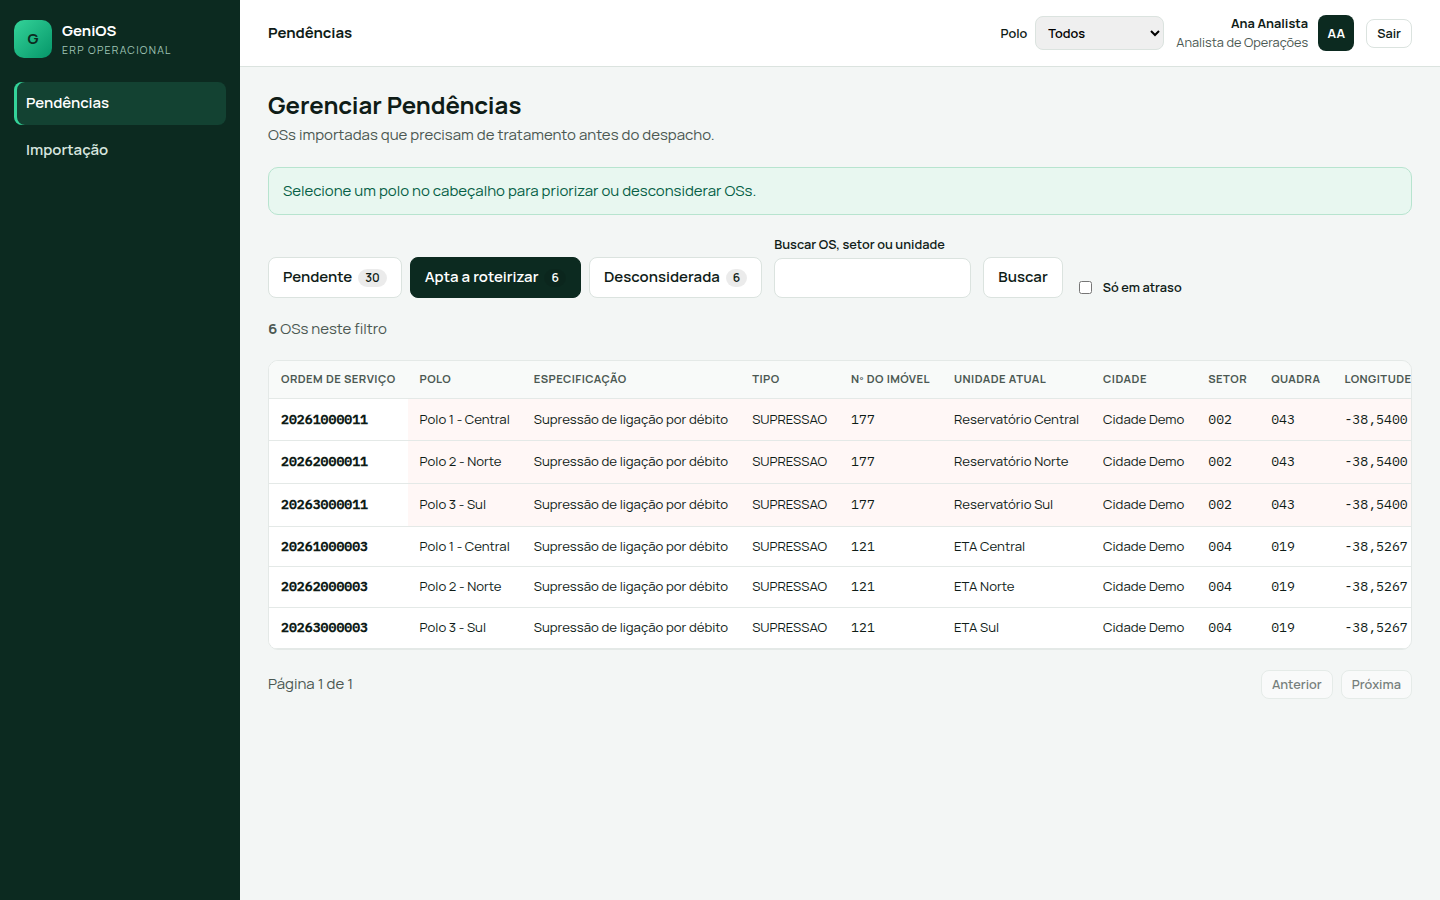 G
GeniOS
ERP OPERACIONAL
Pendências
Importação
Pendências
Polo Todos
Ana Analista
Analista de Operações
AA
Sair
Gerenciar Pendências
OSs importadas que precisam de tratamento antes do despacho.
Selecione um polo no cabeçalho para priorizar ou desconsiderar OSs.
Buscar OS, setor ou unidade
Pendente 30 Apta a roteirizar 6 Desconsiderada 6 Buscar Só em atraso
6 OSs neste filtro
ORDEM DE SERVIÇO POLO ESPECIFICAÇÃO TIPO Nº DO IMÓVEL UNIDADE ATUAL CIDADE SETOR QUADRA LONGITUDE
20261000011 Polo 1 - Central Supressão de ligação por débito SUPRESSAO 177 Reservatório Central Cidade Demo 002 043 -38,5400
20262000011 Polo 2 - Norte Supressão de ligação por débito SUPRESSAO 177 Reservatório Norte Cidade Demo 002 043 -38,5400
20263000011 Polo 3 - Sul Supressão de ligação por débito SUPRESSAO 177 Reservatório Sul Cidade Demo 002 043 -38,5400
20261000003 Polo 1 - Central Supressão de ligação por débito SUPRESSAO 121 ETA Central Cidade Demo 004 019 -38,5267
20262000003 Polo 2 - Norte Supressão de ligação por débito SUPRESSAO 121 ETA Norte Cidade Demo 004 019 -38,5267
20263000003 Polo 3 - Sul Supressão de ligação por débito SUPRESSAO 121 ETA Sul Cidade Demo 004 019 -38,5267
Página 1 de 1 Anterior Próxima